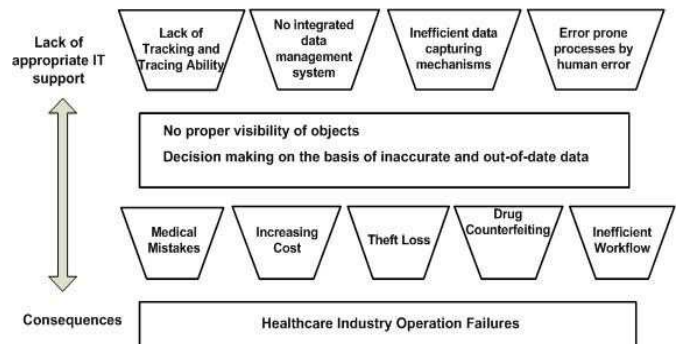 Lack of
appropriate IT
support
Lack of
Tracking and
Tracing Ability
No integrated
data
management
system
Inefficient data
capturing
mechanisms
Error prone
processes by
human error
No proper visibility of objects
Decision making on the basis of inaccurate and out-of-date data
Medical
Mistakes
Increasing
Cost
Theft Loss
Drug
Counterfeiting
Inefficient
Workflow
Consequences
Healthcare Industry Operation Failures